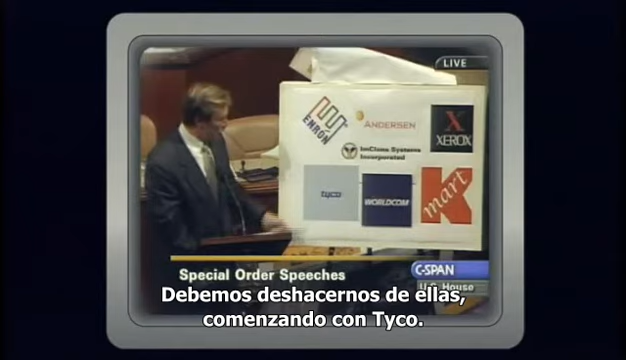 LIVE
ENRON
ANDERSEN
XEROX
ImClone Systems
Incorporated
tyco
WORLDCOM
Kmart
Special Order Speeches
C-SPAN
U.S. House
Debemos deshacernos de ellas,
comenzando con Tyco.